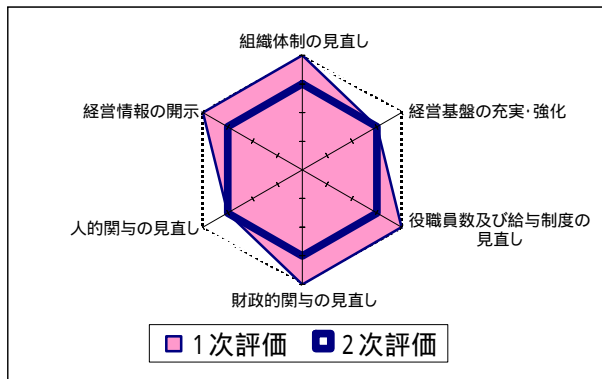 組織体制の見直し
経営情報の開示
経営基盤の充実・強化
人的関与の見直し
役職員数及び給与制度の
見直し
財政的関与の見直し
1次評価 2次評価